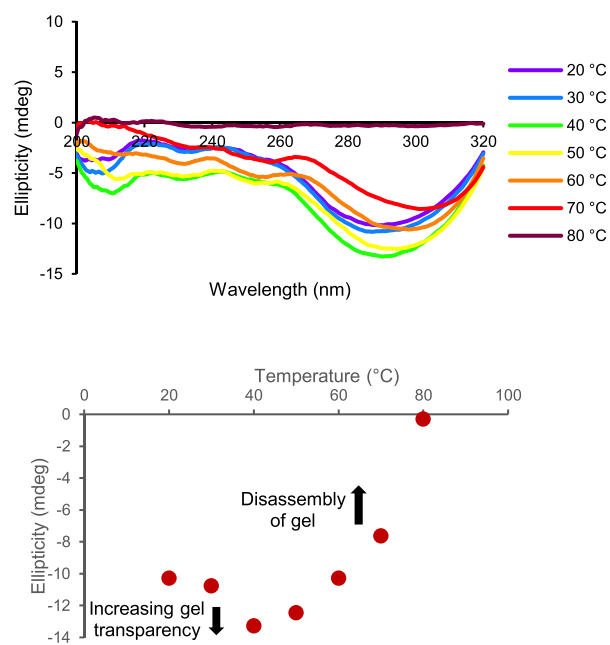 10
5
0
-5
-10
-15
Ellipticity (mdeg)
200 220 240 260 280 300 320
Wavelength (nm)
20 °C
30 °C
40 °C
50 °C
60 °C
70 °C
80 °C
Temperature (°C)
0 20 40 60 80 100
0
-2
-4
-6
-8
-10
-12
-14
Ellipticity (mdeg)
Disassembly
of gel
Increasing gel
transparency